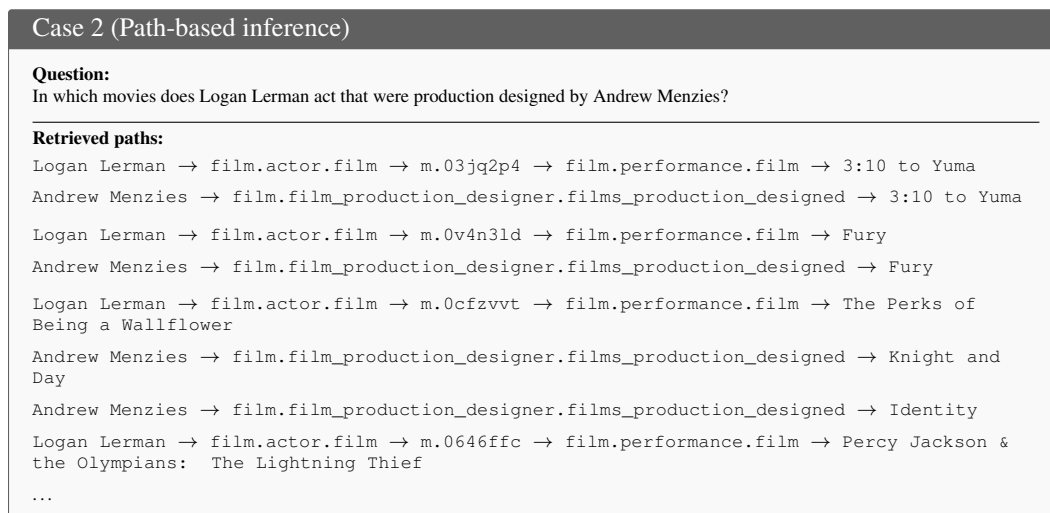 Case 2 (Path-based inference)
Question:
In which movies does Logan Lerman act that were production designed by Andrew Menzies?
Retrieved paths:
Logan Lerman → film.actor.film → m.03jq2p4 → film.performance.film → 3:10 to Yuma
Andrew Menzies → film.film_production_designer.films_production_designed → 3:10 to Yuma
Logan Lerman → film.actor.film → m.0v4n3ld → film.performance.film → Fury
Andrew Menzies → film.film_production_designer.films_production_designed → Fury
Logan Lerman → film.actor.film → m.0cfzvvt → film.performance.film → The Perks of
Being a Wallflower
Andrew Menzies → film.film_production_designer.films_production_designed → Knight and
Day
Andrew Menzies → film.film_production_designer.films_production_designed → Identity
Logan Lerman → film.actor.film → m.0646ffc → film.performance.film → Percy Jackson &
the Olympians: The Lightning Thief
...